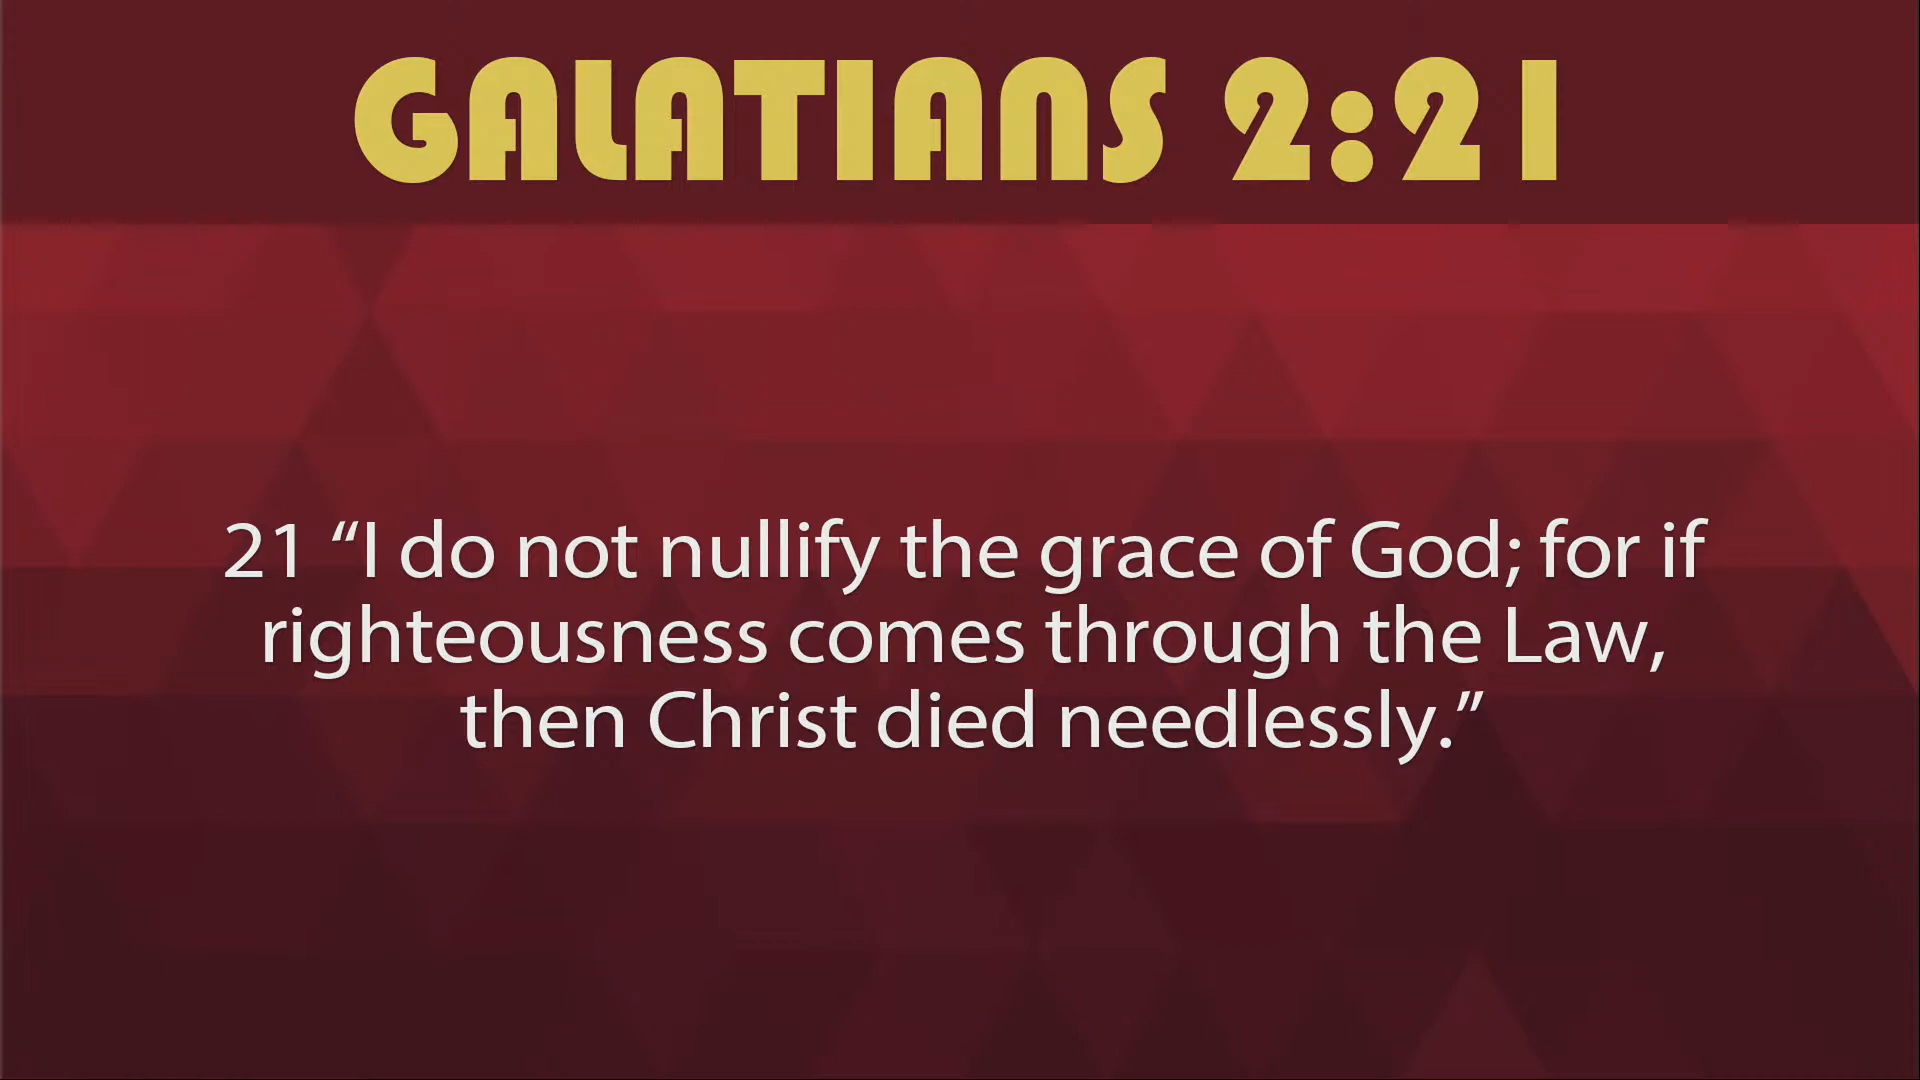 GALATIANS 2:21
21 “I do not nullify the grace of God; for if
righteousness comes through the Law,
then Christ died needlessly.”